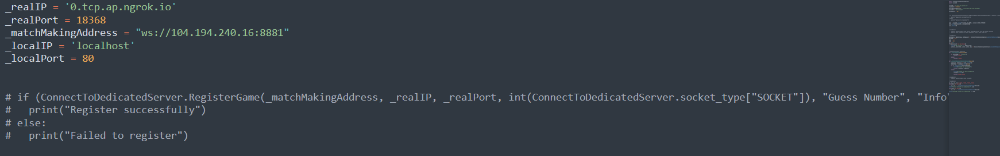 _realIP = '0.tcp.ap.ngrok.io'
_realPort = 18368
_matchMakingAddress = "ws://104.194.240.16:8881"
_localIP = 'localhost'
_localPort = 80
# if (ConnectToDedicatedServer.RegisterGame(_matchMakingAddress, _realIP, _realPort, int(ConnectToDedicatedServer.socket_type["SOCKET"]), "Guess Number", "Info
#   print("Register successfully")
# else:
#   print("Failed to register")